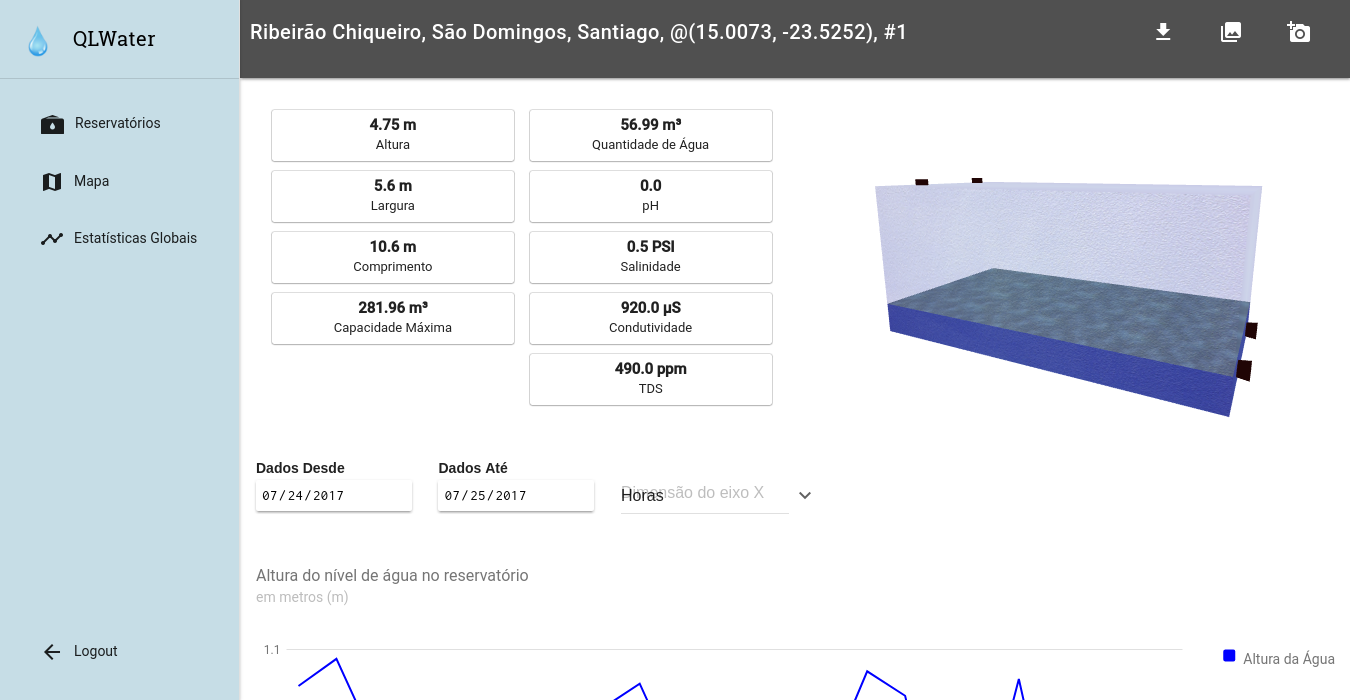 QLWater
Ribeirão Chiqueiro, São Domingos, Santiago, @(15.0073, -23.5252), #1
Reservatórios
Mapa
Estatísticas Globais
Logout
4.75 m
Altura
56.99 m³
Quantidade de Água
5.6 m
Largura
0.0
pH
10.6 m
Comprimento
0.5 PSI
Salinidade
281.96 m³
Capacidade Máxima
920.0 µS
Condutividade
490.0 ppm
TDS
Dados Desde
07/24/2017
Dados Até
07/25/2017
Dimensão do eixo X
Horas
Altura do nível de água no reservatório
em metros (m)
1.1
Altura da Água